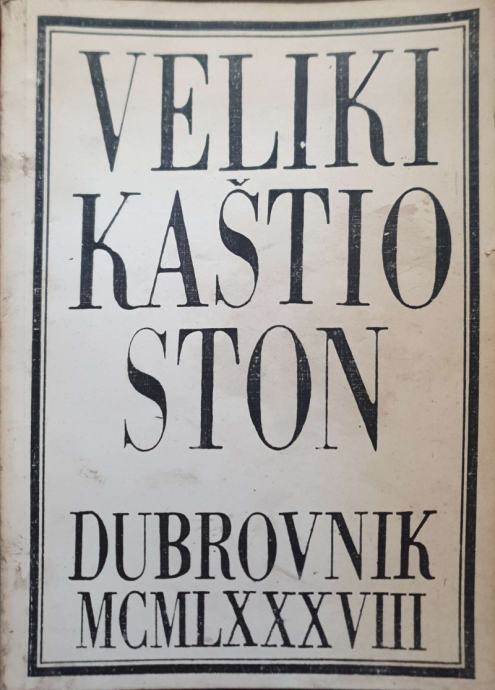 VELIKI
KAŠTIO
STON
DUBROVNIK
MCMLXXXVIII